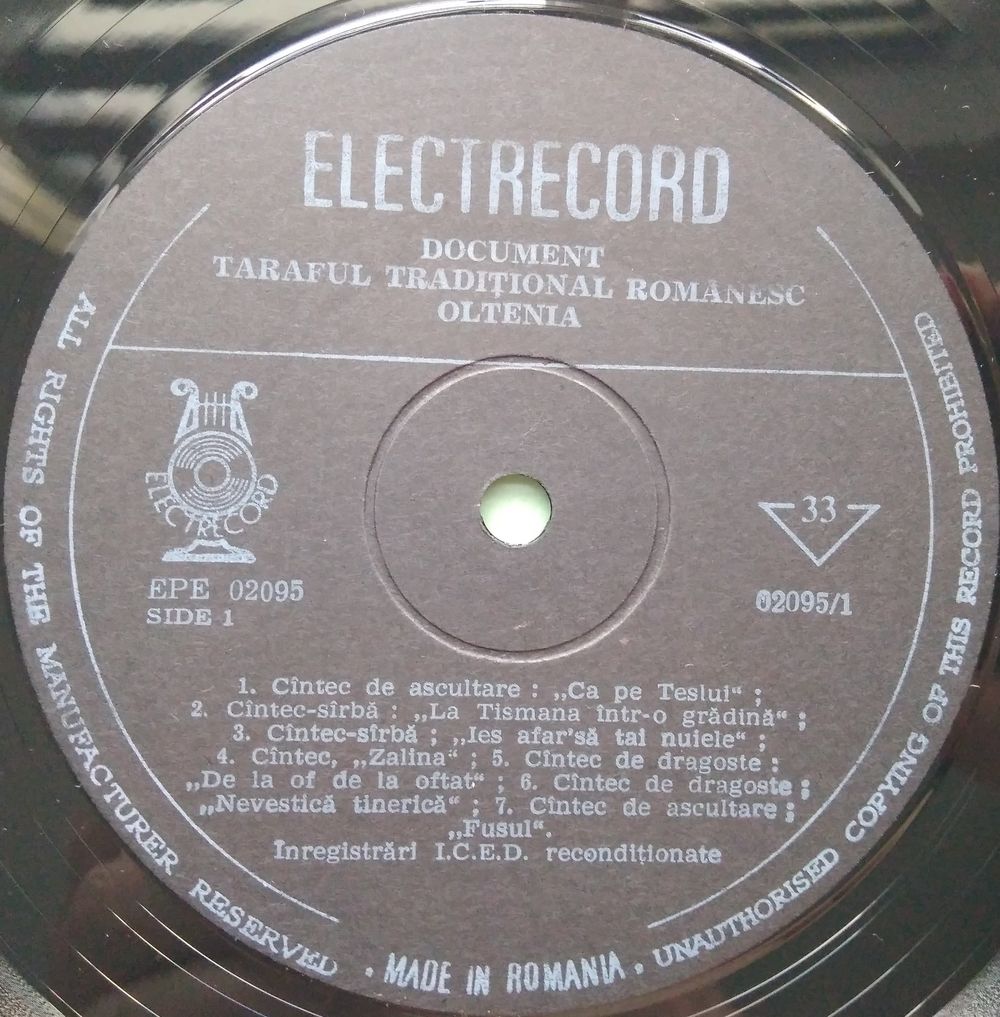 ELECTRECORD
DOCUMENT
TARAFUL TRADIȚIONAL ROMÂNESC
OLTENIA
ELECTRECORD
EPE 02095
SIDE 1
33
02095/1
1. Cîntec de ascultare : „Ca pe Teslui“ ;
2. Cîntec-sîrbă : „La Tismana într-o grădină“ ;
3. Cîntec-sîrbă ; „Ies afar'să tai nuiele“ ;
4. Cîntec, „Zalina“ ; 5. Cîntec de dragoste :
„De la of de la oftat“ ; 6. Cîntec de dragoste ;
„Nevestică tinerică“ ; 7. Cîntec de ascultare ;
„Fusul“.
Inregistrări I.C.E.D. recondiționate
ALL RIGHTS OF THE MANUFACTURER RESERVED • MADE IN ROMANIA • UNAUTHORISED COPYING OF THIS RECORD PROHIBITED